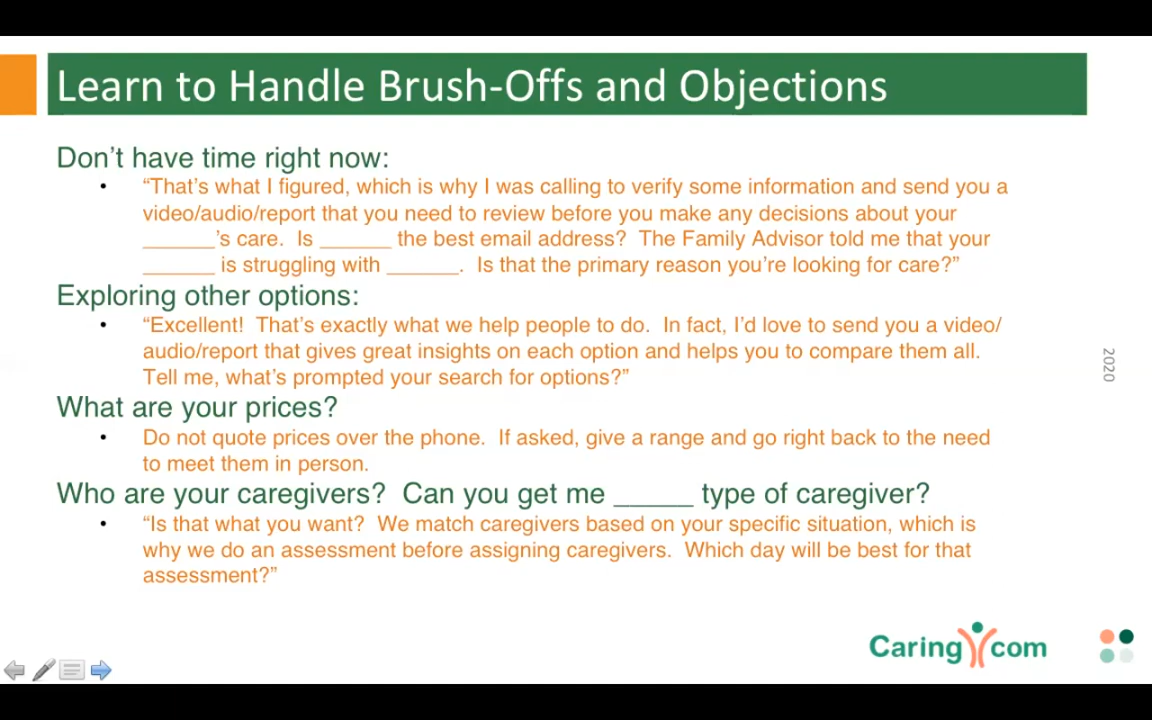 Learn to Handle Brush-Offs and Objections
Don't have time right now:
• “That's what I figured, which is why I was calling to verify some information and send you a
video/audio/report that you need to review before you make any decisions about your
______'s care.  Is ______ the best email address?  The Family Advisor told me that your
______ is struggling with ______.  Is that the primary reason you're looking for care?”
Exploring other options:
• “Excellent!  That's exactly what we help people to do.  In fact, I'd love to send you a video/
audio/report that gives great insights on each option and helps you to compare them all.
Tell me, what's prompted your search for options?”
What are your prices?
• Do not quote prices over the phone.  If asked, give a range and go right back to the need
to meet them in person.
Who are your caregivers?  Can you get me _____ type of caregiver?
• “Is that what you want?  We match caregivers based on your specific situation, which is
why we do an assessment before assigning caregivers.  Which day will be best for that
assessment?”
2020
Caring com